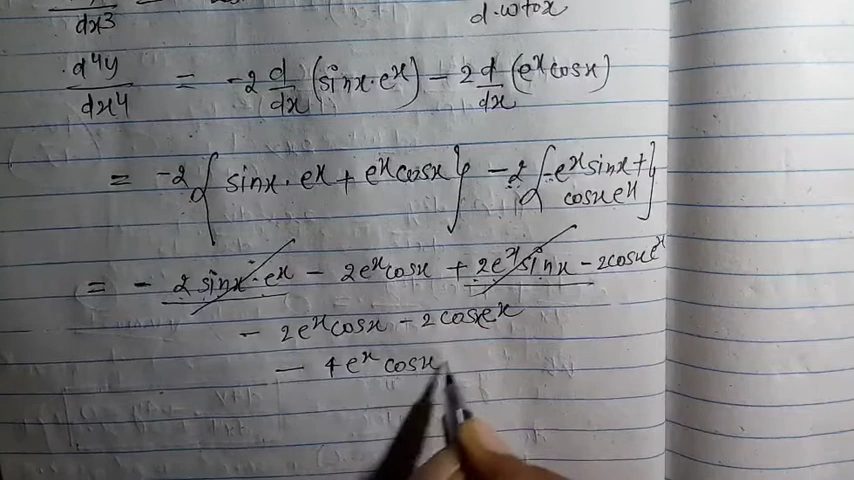 dx3
d.w.to x
d⁴y/dx4 = -2 d/dx (sinx·eˣ) - 2 d/dx (eˣcosx)
= -2 { sinx·eˣ + eˣcosx } - 2 { -eˣsinx + cosxeˣ }
= - 2sinx·eˣ - 2eˣcosx + 2eˣsinx - 2cosxeˣ
- 2eˣcosx - 2cosxeˣ
- 4eˣcosx